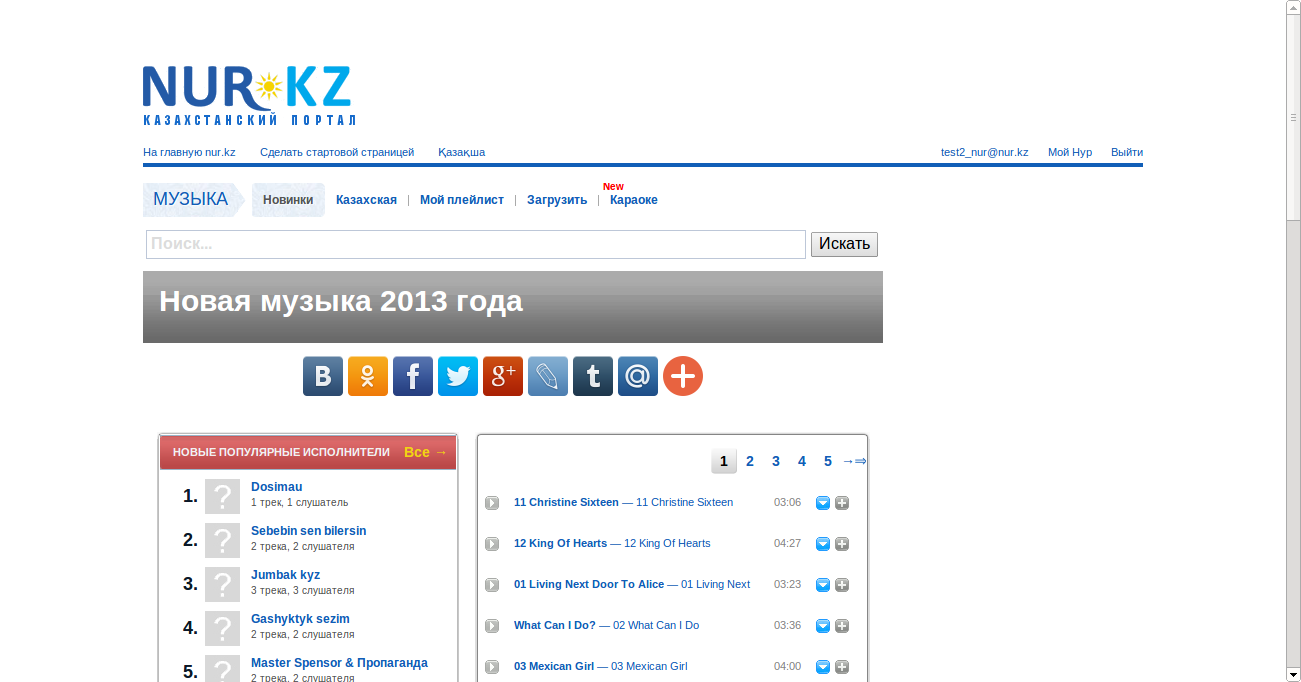 NUR KZ
КАЗАХСТАНСКИЙ ПОРТАЛ
На главную nur.kz Сделать стартовой страницей Қазақша test2_nur@nur.kz Мой Нур Выйти
МУЗЫКА Новинки Казахская | Мой плейлист | Загрузить | Караоке New
Поиск... Искать
Новая музыка 2013 года
НОВЫЕ ПОПУЛЯРНЫЕ ИСПОЛНИТЕЛИ Все →
1. Dosimau
1 трек, 1 слушатель
2. Sebebin sen bilersin
2 трека, 2 слушателя
3. Jumbak kyz
3 трека, 3 слушателя
4. Gashyktyk sezim
2 трека, 2 слушателя
5. Master Spensor & Пропаганда
2 трека, 2 слушателя
1 2 3 4 5 →⇒
11 Christine Sixteen — 11 Christine Sixteen 03:06
12 King Of Hearts — 12 King Of Hearts 04:27
01 Living Next Door To Alice — 01 Living Next 03:23
What Can I Do? — 02 What Can I Do 03:36
03 Mexican Girl — 03 Mexican Girl 04:00